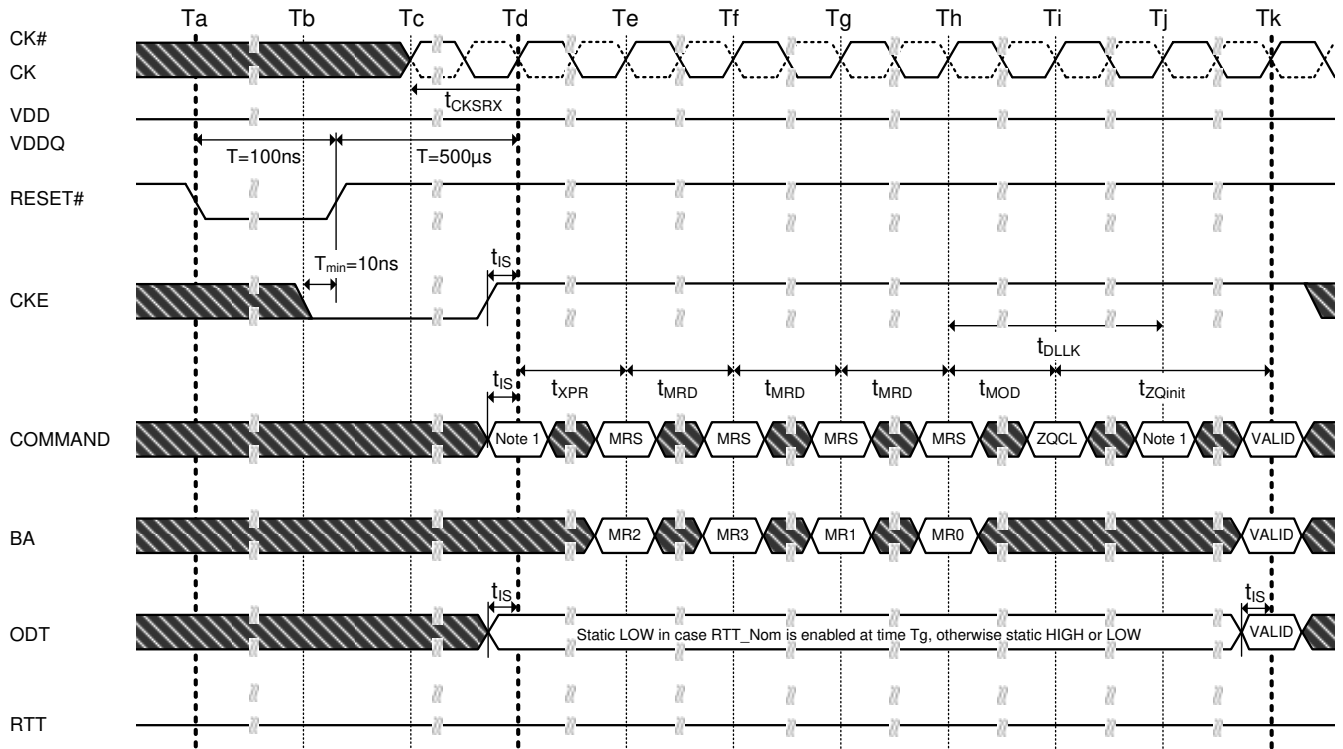 Ta Tb Tc Td Te Tf Tg Th Ti Tj Tk
CK#
CK
tCKSRX
VDD
VDDQ
T=100ns T=500µs
RESET#
Tmin=10ns tIS
CKE
tDLLK
tIS tXPR tMRD tMRD tMRD tMOD tZQinit
COMMAND Note 1 MRS MRS MRS MRS ZQCL Note 1 VALID
BA MR2 MR3 MR1 MR0 VALID
tIS tIS
ODT Static LOW in case RTT_Nom is enabled at time Tg, otherwise static HIGH or LOW VALID
RTT